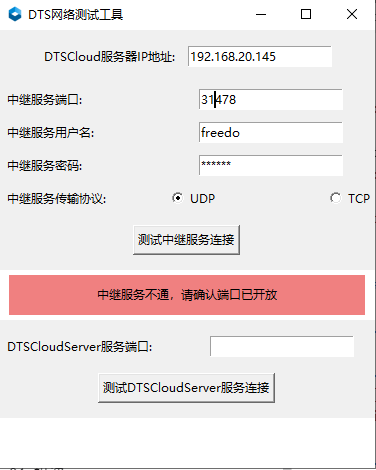 DTS网络测试工具
DTSCloud服务器IP地址: 192.168.20.145
中继服务端口: 31478
中继服务用户名: freedo
中继服务密码: ******
中继服务传输协议: UDP TCP
测试中继服务连接
中继服务不通，请确认端口已开放
DTSCloudServer服务端口:
测试DTSCloudServer服务连接